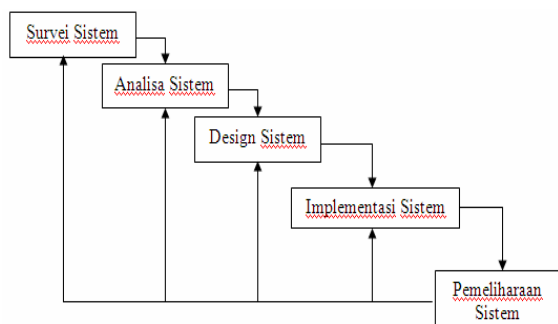 Survei Sistem
Analisa Sistem
Design Sistem
Implementasi Sistem
Pemeliharaan
Sistem